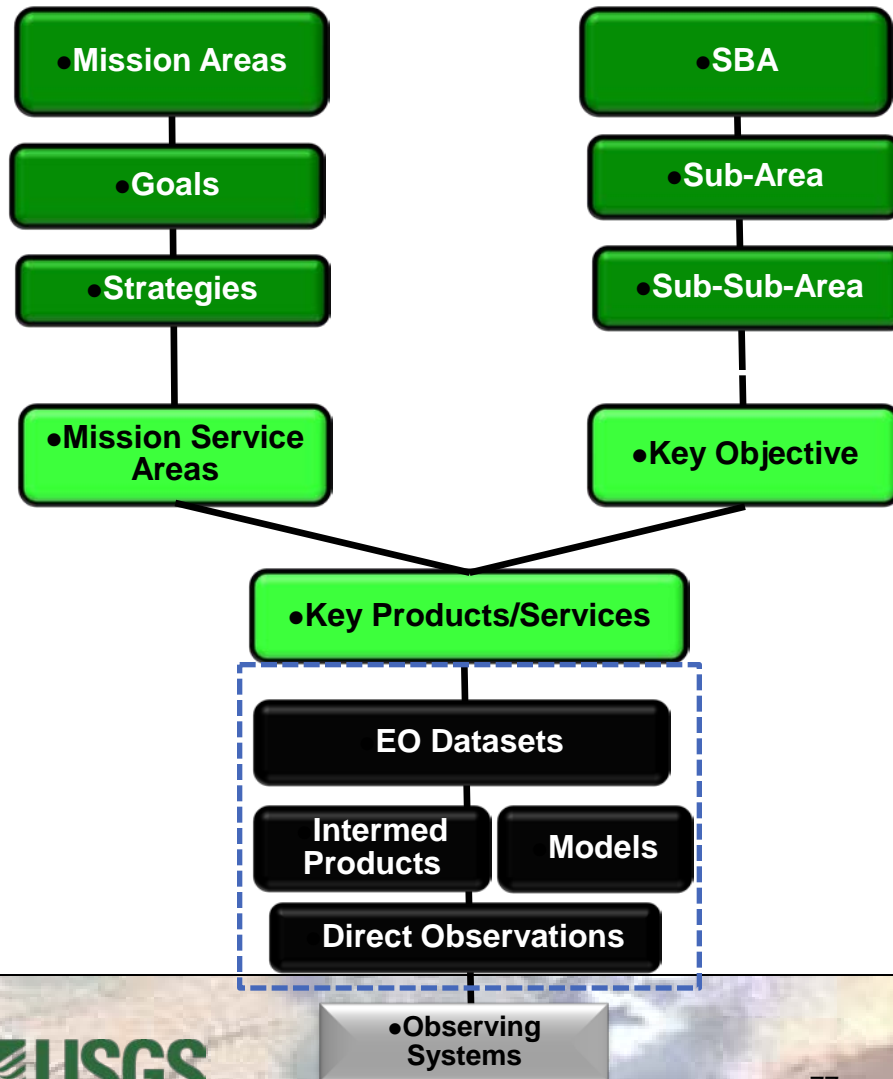 •Mission Areas
•SBA
•Goals
•Sub-Area
•Strategies
•Sub-Sub-Area
•Mission Service
Areas
•Key Objective
•Key Products/Services
EO Datasets
Intermed
Products
Models
Direct Observations
•Observing
Systems
USGS